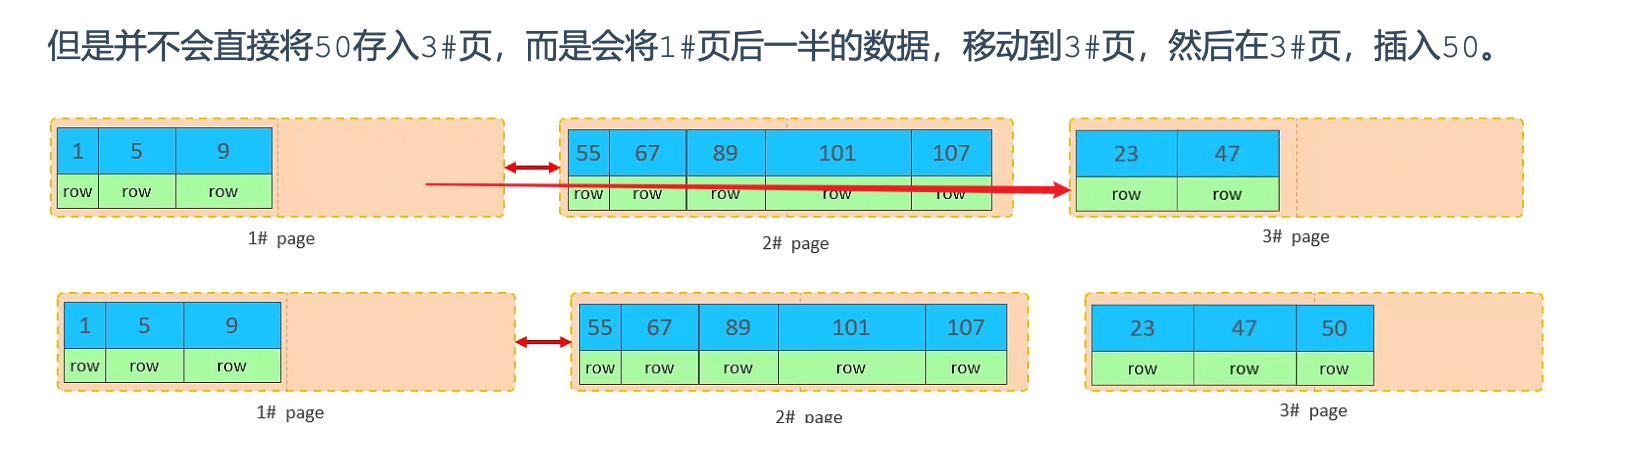 但是并不会直接将50存入3#页，而是会将1#页后一半的数据，移动到3#页，然后在3#页，插入50。
1 5 9 55 67 89 101 107 23 47
row row row row row row row row row row
1# page 2# page 3# page
1 5 9 55 67 89 101 107 23 47 50
row row row row row row row row row row row
1# page 2# page 3# page